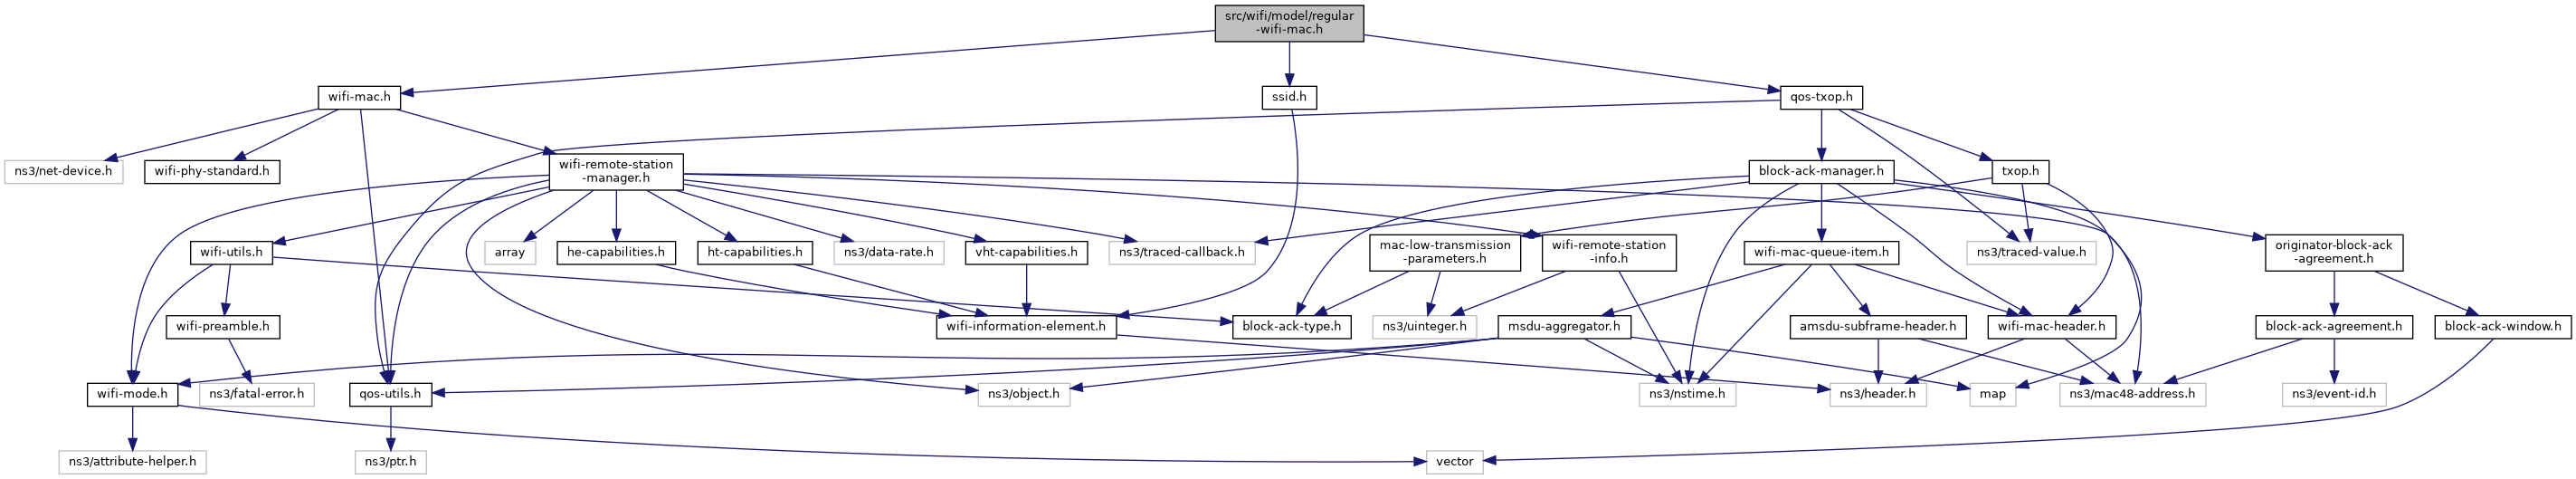 src/wifi/model/regular
-wifi-mac.h
wifi-mac.h
ssid.h
qos-txop.h
ns3/net-device.h
wifi-phy-standard.h
wifi-remote-station
-manager.h
block-ack-manager.h
txop.h
wifi-utils.h
array
he-capabilities.h
ht-capabilities.h
ns3/data-rate.h
vht-capabilities.h
ns3/traced-callback.h
mac-low-transmission
-parameters.h
wifi-remote-station
-info.h
wifi-mac-queue-item.h
ns3/traced-value.h
originator-block-ack
-agreement.h
wifi-preamble.h
wifi-information-element.h
block-ack-type.h
ns3/uinteger.h
msdu-aggregator.h
amsdu-subframe-header.h
wifi-mac-header.h
block-ack-agreement.h
block-ack-window.h
wifi-mode.h
ns3/fatal-error.h
qos-utils.h
ns3/object.h
ns3/nstime.h
ns3/header.h
map
ns3/mac48-address.h
ns3/event-id.h
ns3/attribute-helper.h
ns3/ptr.h
vector